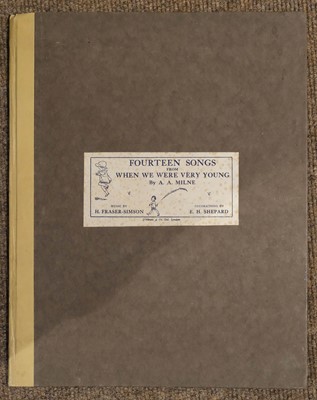 FOURTEEN SONGS
FROM
WHEN WE WERE VERY YOUNG
By A. A. MILNE
MUSIC BY
H. FRASER-SIMSON
DECORATIONS BY
E. H. SHEPARD